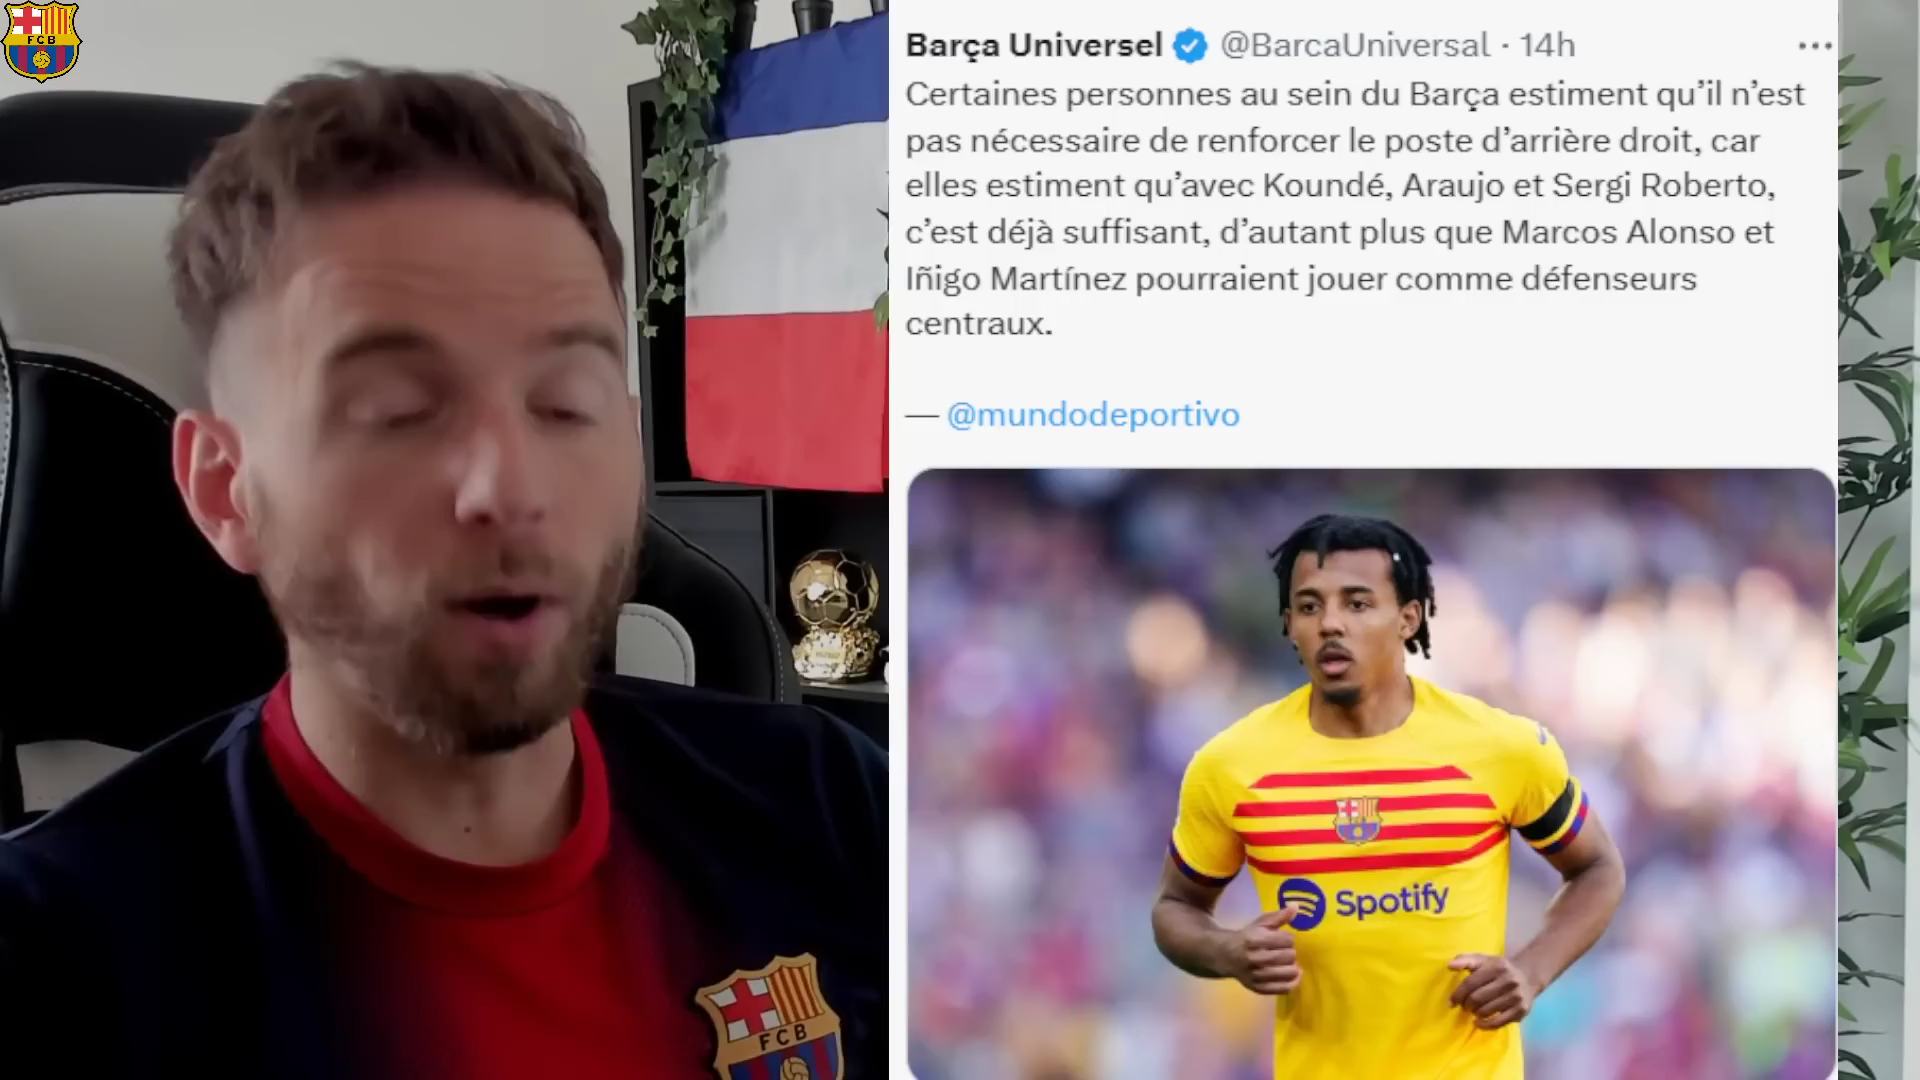 FCB
Barça Universel @BarcaUniversal · 14h
Certaines personnes au sein du Barça estiment qu’il n’est
pas nécessaire de renforcer le poste d’arrière droit, car
elles estiment qu’avec Koundé, Araujo et Sergi Roberto,
c’est déjà suffisant, d’autant plus que Marcos Alonso et
Iñigo Martínez pourraient jouer comme défenseurs
centraux.
— @mundodeportivo
Spotify
FCB